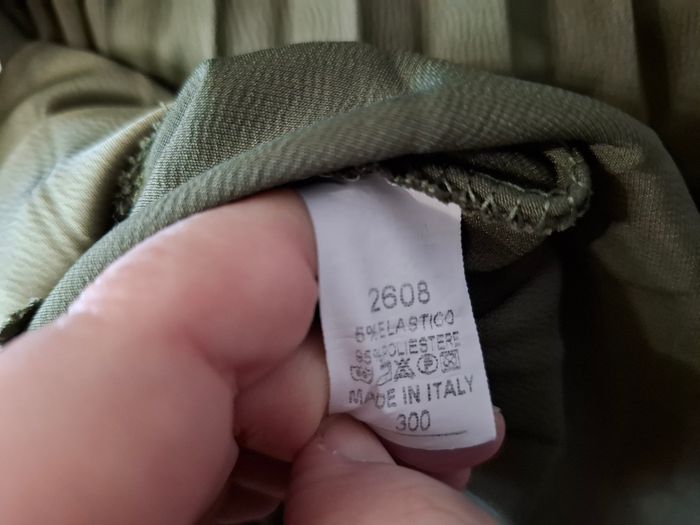 2608
5%ELASTICO
95%POLIESTERE
MADE IN ITALY
300